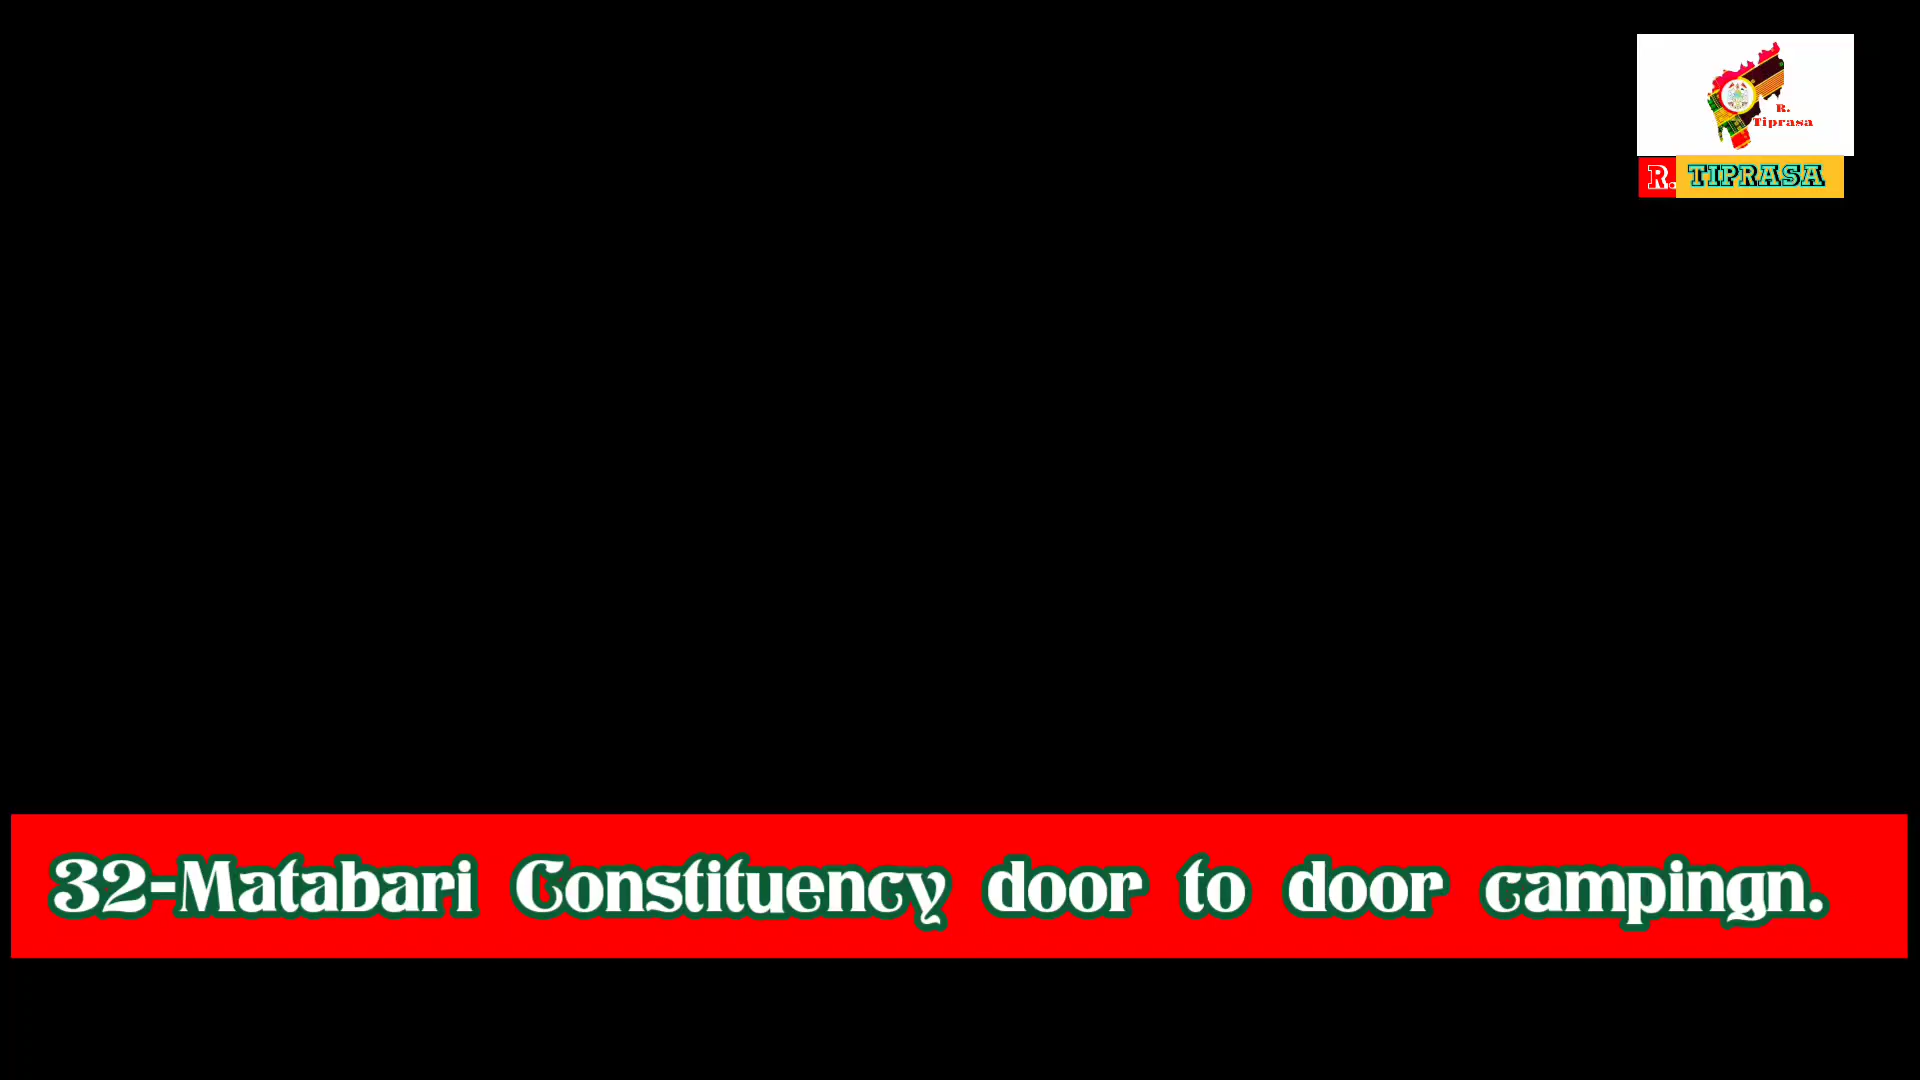 R.
Tiprasa
R. TIPRASA
32-Matabari Constituency door to door campingn.